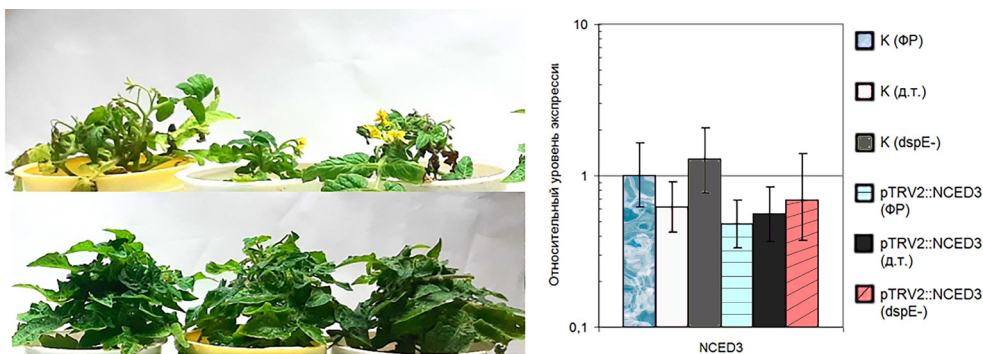 Относительный уровень экспрессии
10
1
0,1
NCED3
К (ФР)
К (д.т.)
К (dspE-)
pTRV2::NCED3
(ФР)
pTRV2::NCED3
(д.т.)
pTRV2::NCED3
(dspE-)